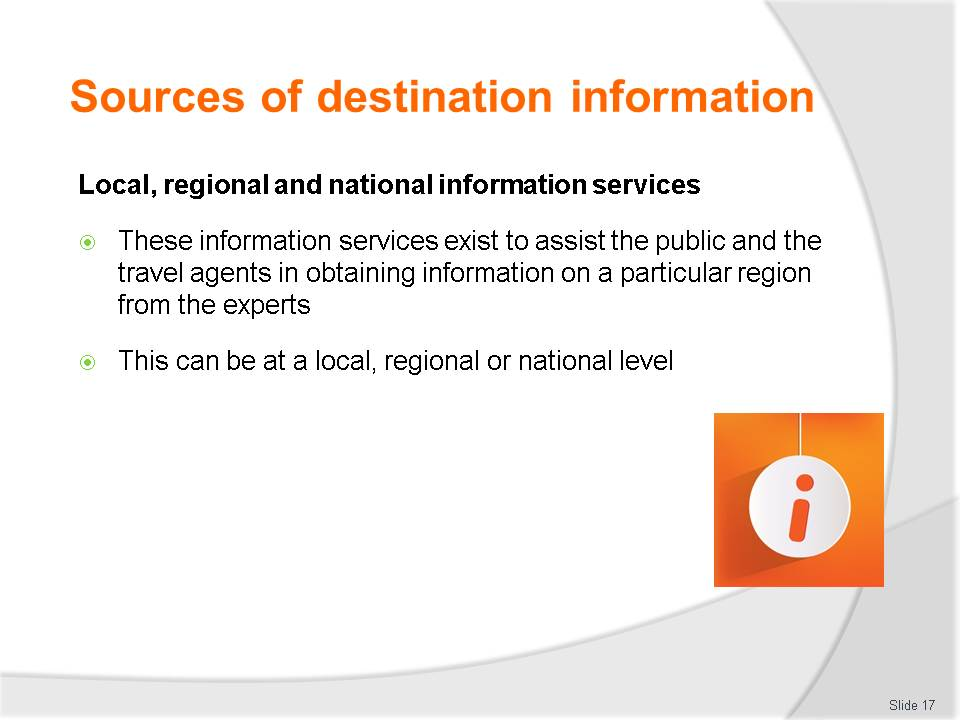 Sources of destination information
Local, regional and national information services
These information services exist to assist the public and the
travel agents in obtaining information on a particular region
from the experts
This can be at a local, regional or national level
i
Slide 17